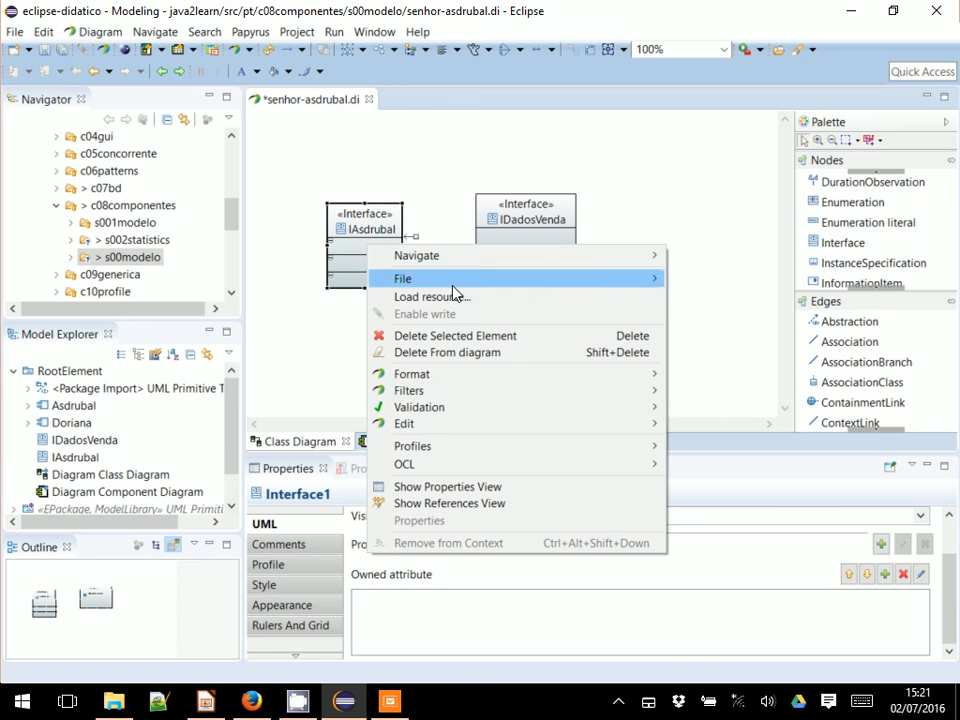 eclipse-didatico - Modeling - java2learn/src/pt/c08componentes/s00modelo/senhor-asdrubal.di - Eclipse
File Edit Diagram Navigate Search Papyrus Project Run Window Help
100%
Quick Access
Navigator
*senhor-asdrubal.di
Palette
c04gui
c05concorrente
c06patterns
> c07bd
> c08componentes
s001modelo
> s002statistics
> s00modelo
c09generica
c10profile
«Interface»
IAsdrubal
«Interface»
IDadosVenda
Nodes
DurationObservation
Enumeration
Enumeration literal
Interface
InstanceSpecification
InformationItem
Edges
Abstraction
Association
AssociationBranch
AssociationClass
ContainmentLink
ContextLink
Navigate
File
Load resou
Enable write
Delete Selected Element Delete
Delete From diagram Shift+Delete
Format
Filters
Validation
Edit
Profiles
OCL
Show Properties View
Show References View
Properties
Remove from Context Ctrl+Alt+Shift+Down
Model Explorer
RootElement
<Package Import> UML Primitive T
Asdrubal
Doriana
IDadosVenda
IAsdrubal
Diagram Class Diagram
Diagram Component Diagram
«EPackage, ModelLibrary» UML Primiti
Class Diagram
Properties
Pro
Interface1
UML
Comments
Profile
Style
Appearance
Rulers And Grid
Vis
Pro
Owned attribute
Outline
15:21
02/07/2016